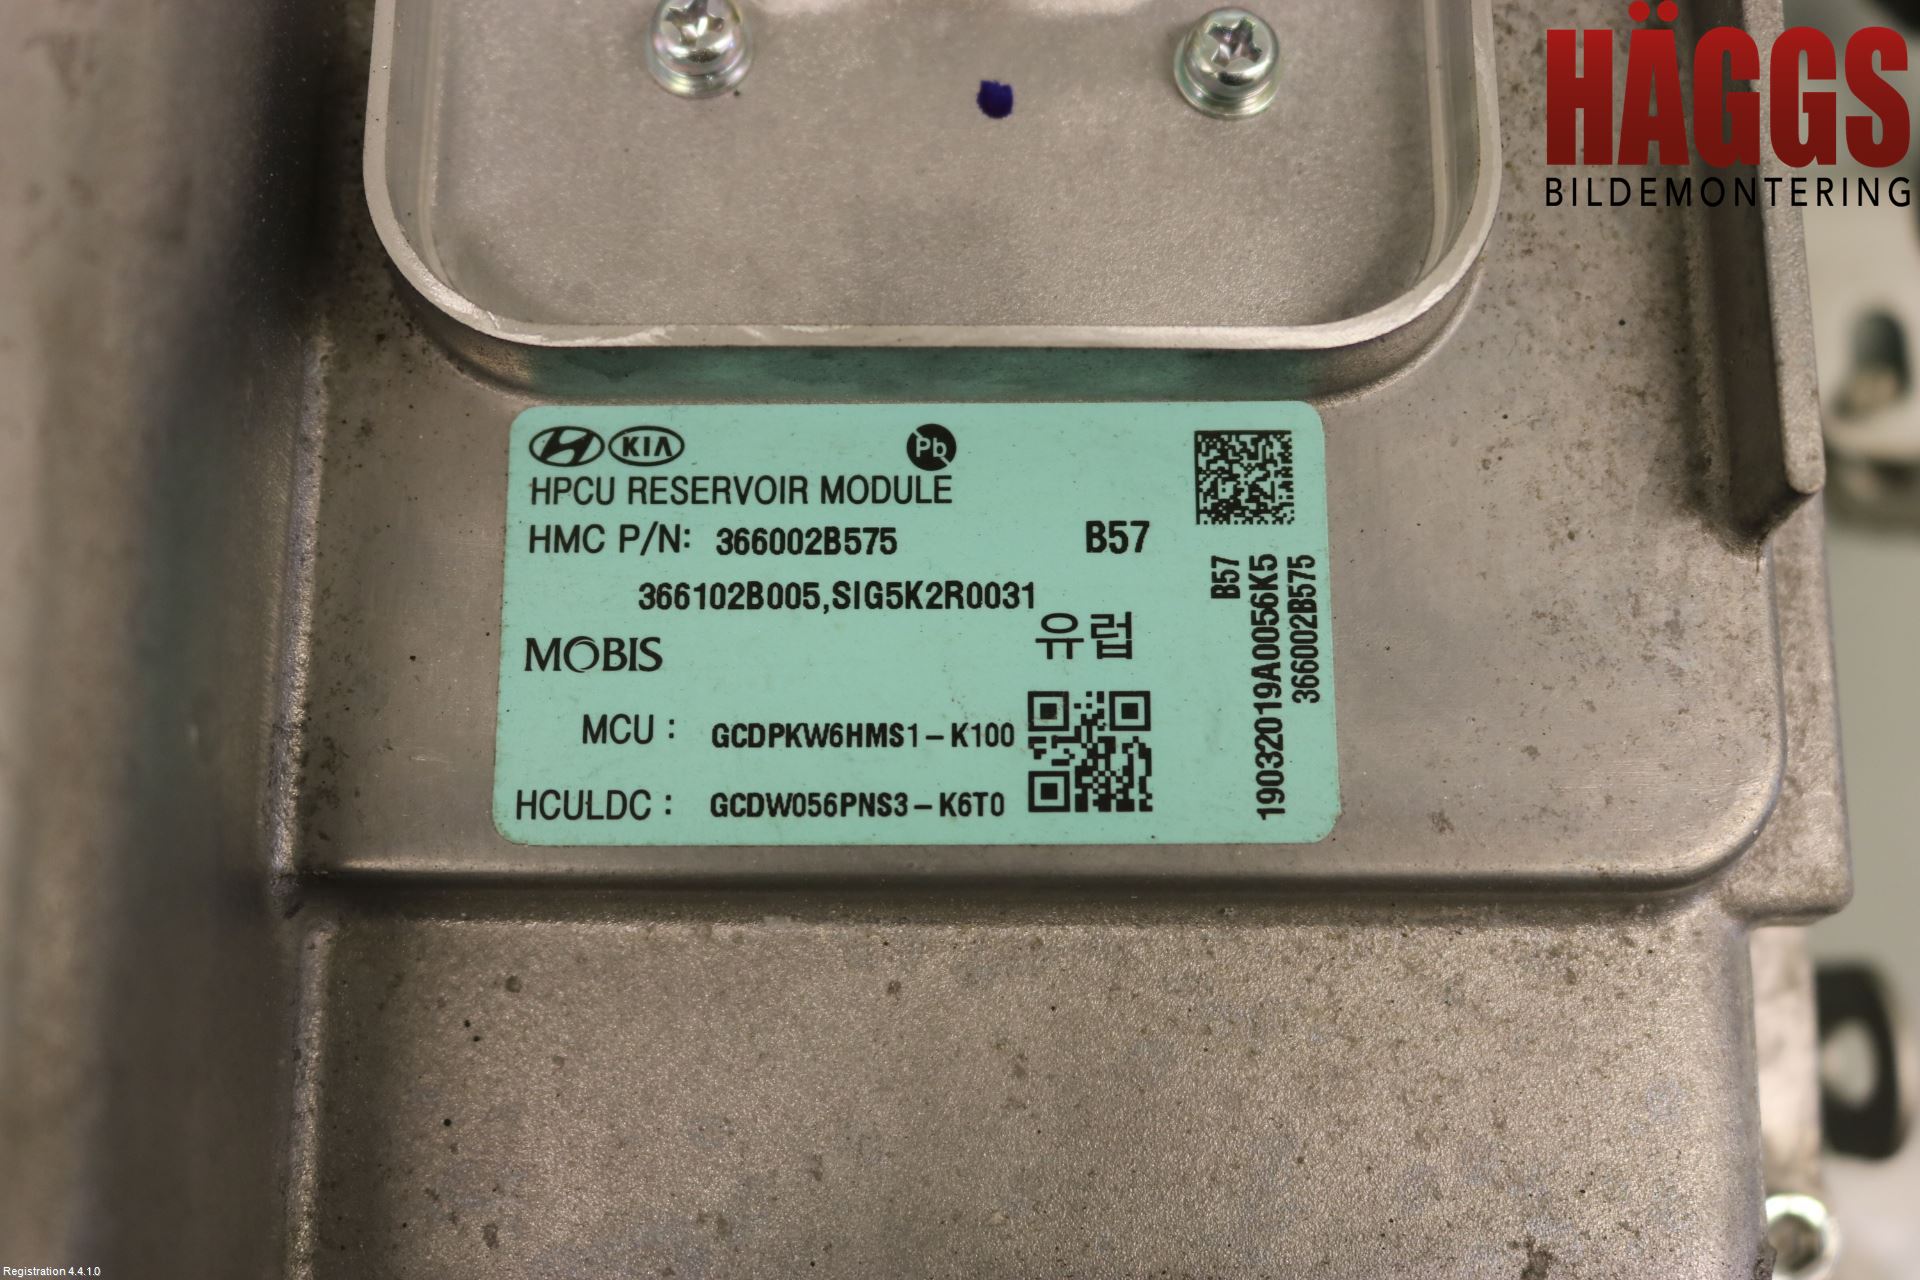 HÄGGS
BILDEMONTERING
KIA
Pb
HPCU RESERVOIR MODULE
HMC P/N: 366002B575 B57
366102B005,SIG5K2R0031
유럽
MOBIS
MCU : GCDPKW6HMS1-K100
HCULDC : GCDW056PNS3-K6T0
B57
19032019A0056K5
366002B575
Registration 4.4.1.0